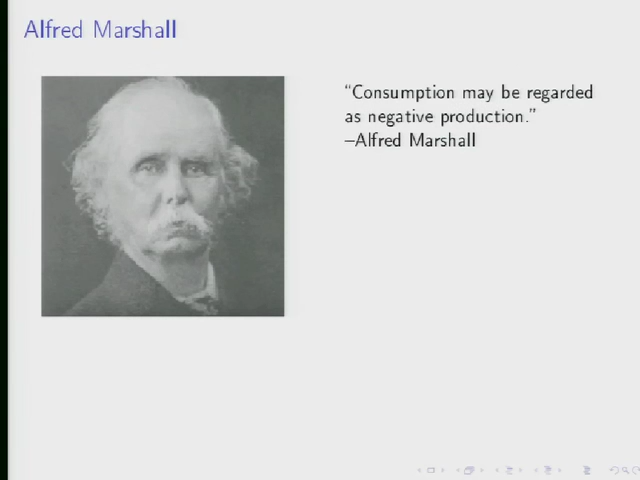 Alfred Marshall
“Consumption may be regarded
as negative production.”
–Alfred Marshall